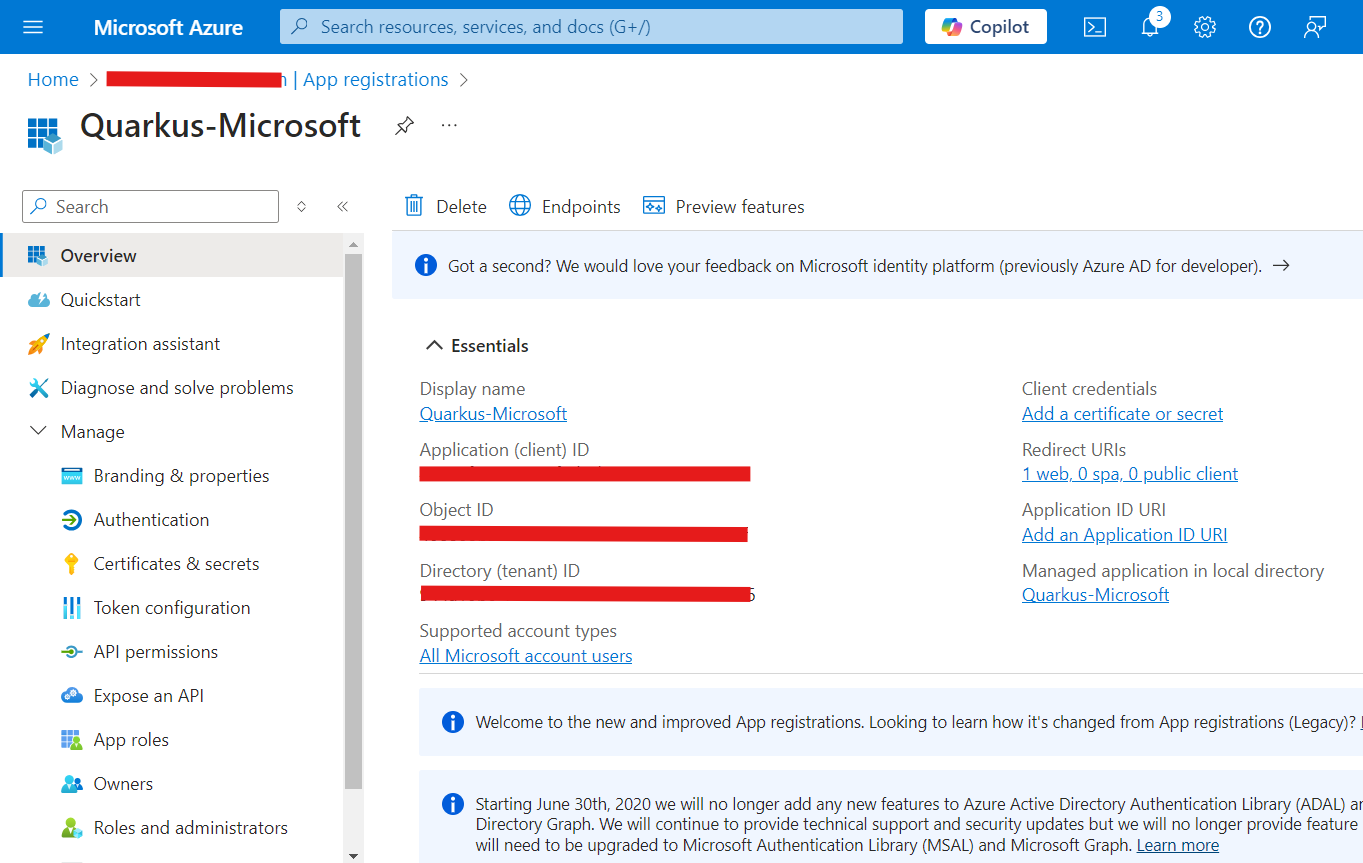 Microsoft Azure
Search resources, services, and docs (G+/)
Copilot
3
Home > | App registrations >
Quarkus-Microsoft
...
Search
Delete
Endpoints
Preview features
Overview
Quickstart
Integration assistant
Diagnose and solve problems
Manage
Branding & properties
Authentication
Certificates & secrets
Token configuration
API permissions
Expose an API
App roles
Owners
Roles and administrators
Got a second? We would love your feedback on Microsoft identity platform (previously Azure AD for developer). →
Essentials
Display name
Quarkus-Microsoft
Application (client) ID
Object ID
Directory (tenant) ID
Supported account types
All Microsoft account users
Client credentials
Add a certificate or secret
Redirect URIs
1 web, 0 spa, 0 public client
Application ID URI
Add an Application ID URI
Managed application in local directory
Quarkus-Microsoft
Welcome to the new and improved App registrations. Looking to learn how it's changed from App registrations (Legacy)?
Starting June 30th, 2020 we will no longer add any new features to Azure Active Directory Authentication Library (ADAL)
Directory Graph. We will continue to provide technical support and security updates but we will no longer provide feature
will need to be upgraded to Microsoft Authentication Library (MSAL) and Microsoft Graph. Learn more